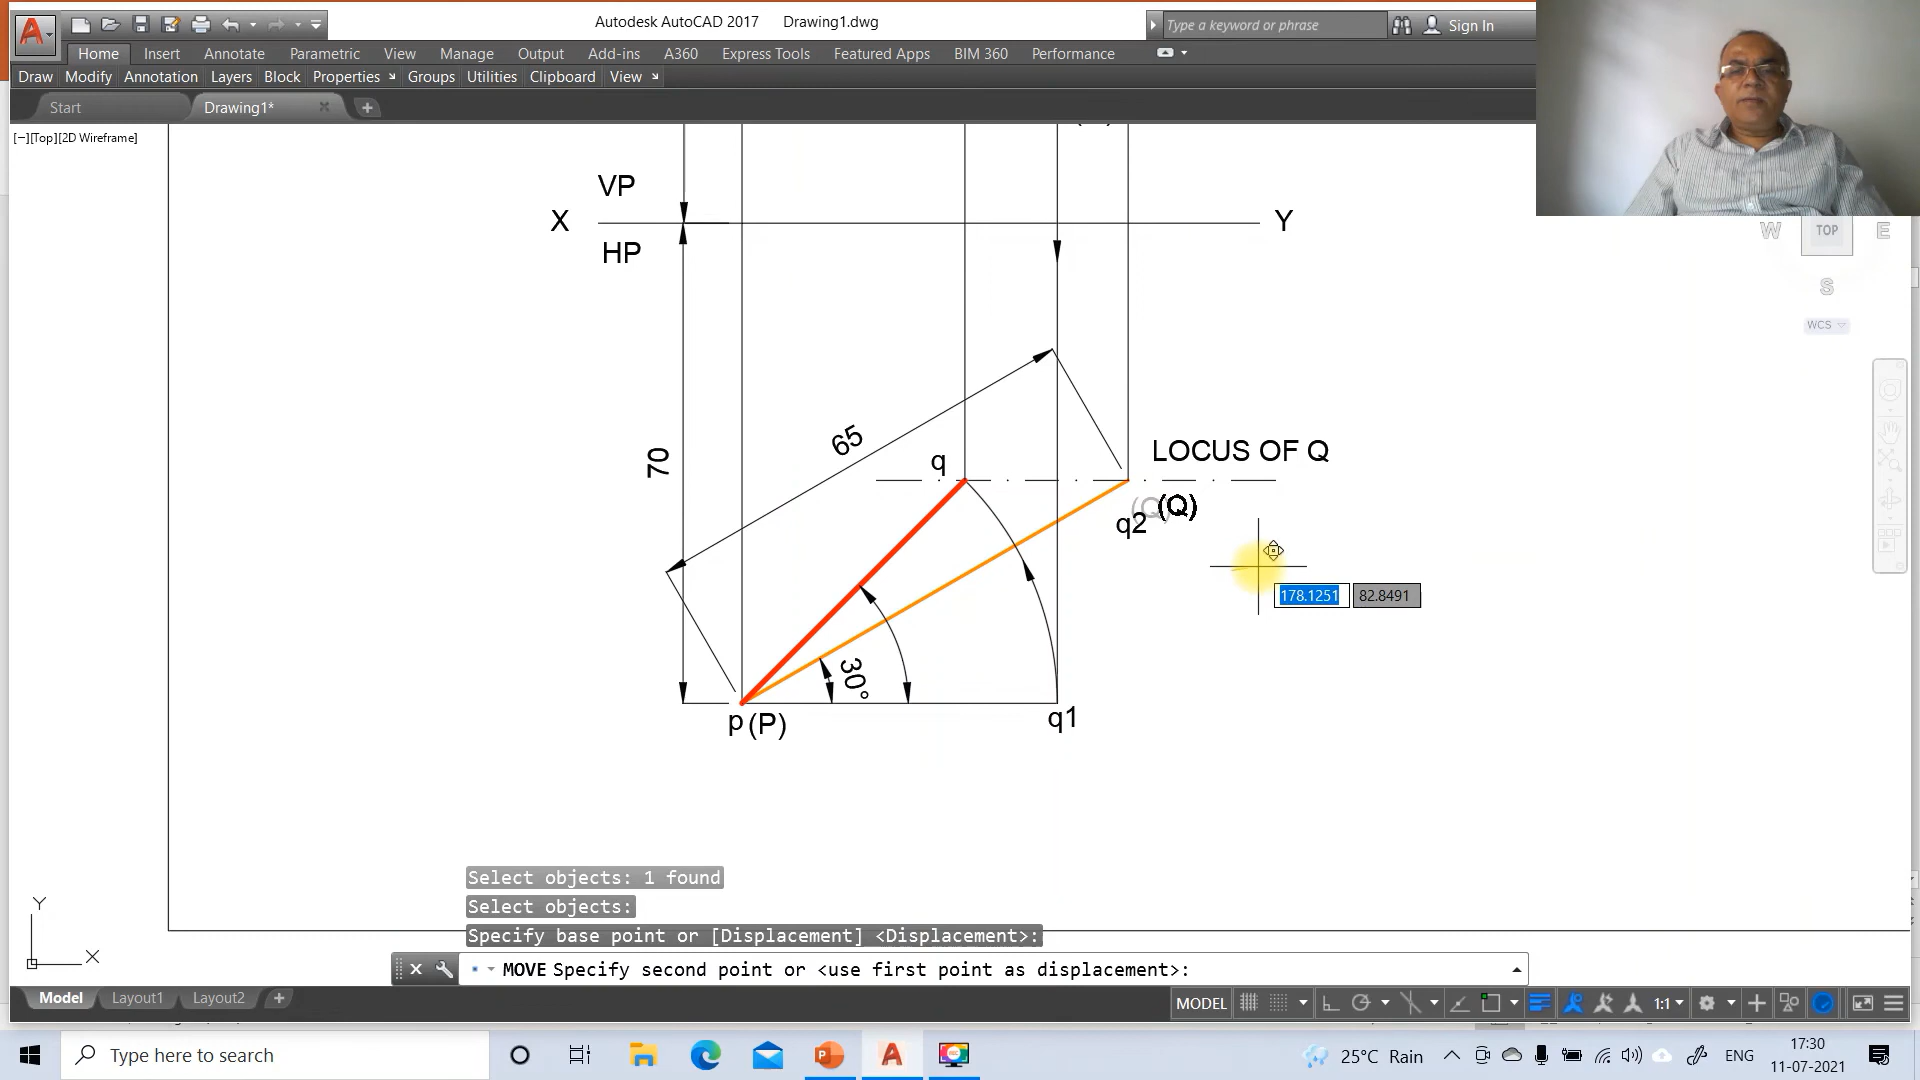 Autodesk AutoCAD 2017 Drawing1.dwg
Type a keyword or phrase
Sign In
Home Insert Annotate Parametric View Manage Output Add-ins A360 Express Tools Featured Apps BIM 360 Performance
Draw Modify Annotation Layers Block Properties Groups Utilities Clipboard View
Start Drawing1*
[−][Top][2D Wireframe]
VP
X Y
HP
W TOP E
S
WCS
65
70
q
LOCUS OF Q
(Q) (Q)
q2
178.1251 82.8491
30°
p (P)
q1
Select objects: 1 found
Select objects:
Specify base point or [Displacement] <Displacement>:
MOVE Specify second point or <use first point as displacement>:
Y
X
Model Layout1 Layout2
MODEL 1:1
Type here to search
25°C Rain
ENG
17:30
11-07-2021